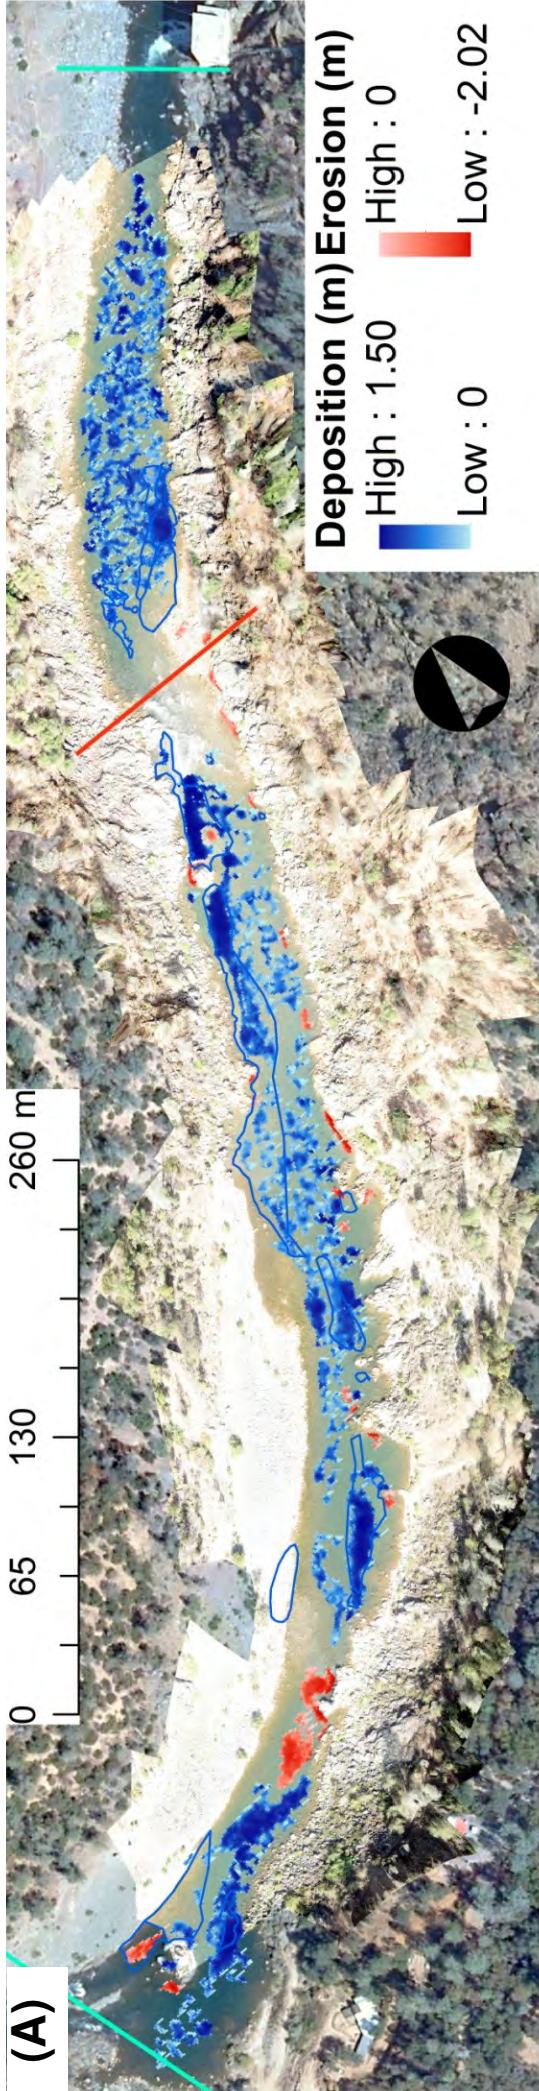 260 m
130
65
0
Deposition (m) Erosion (m)
High : 1.50 High : 0
Low : 0 Low : -2.02
(A)